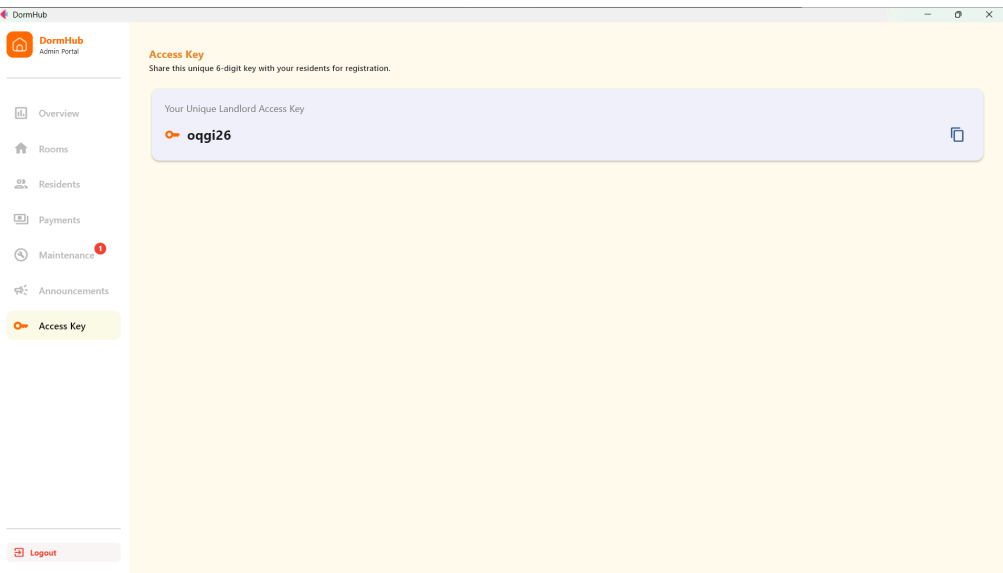 DormHub
DormHub
Admin Portal
Overview
Rooms
Residents
Payments
Maintenance
1
Announcements
Access Key
Logout
Access Key
Share this unique 6-digit key with your residents for registration.
Your Unique Landlord Access Key
oqgi26